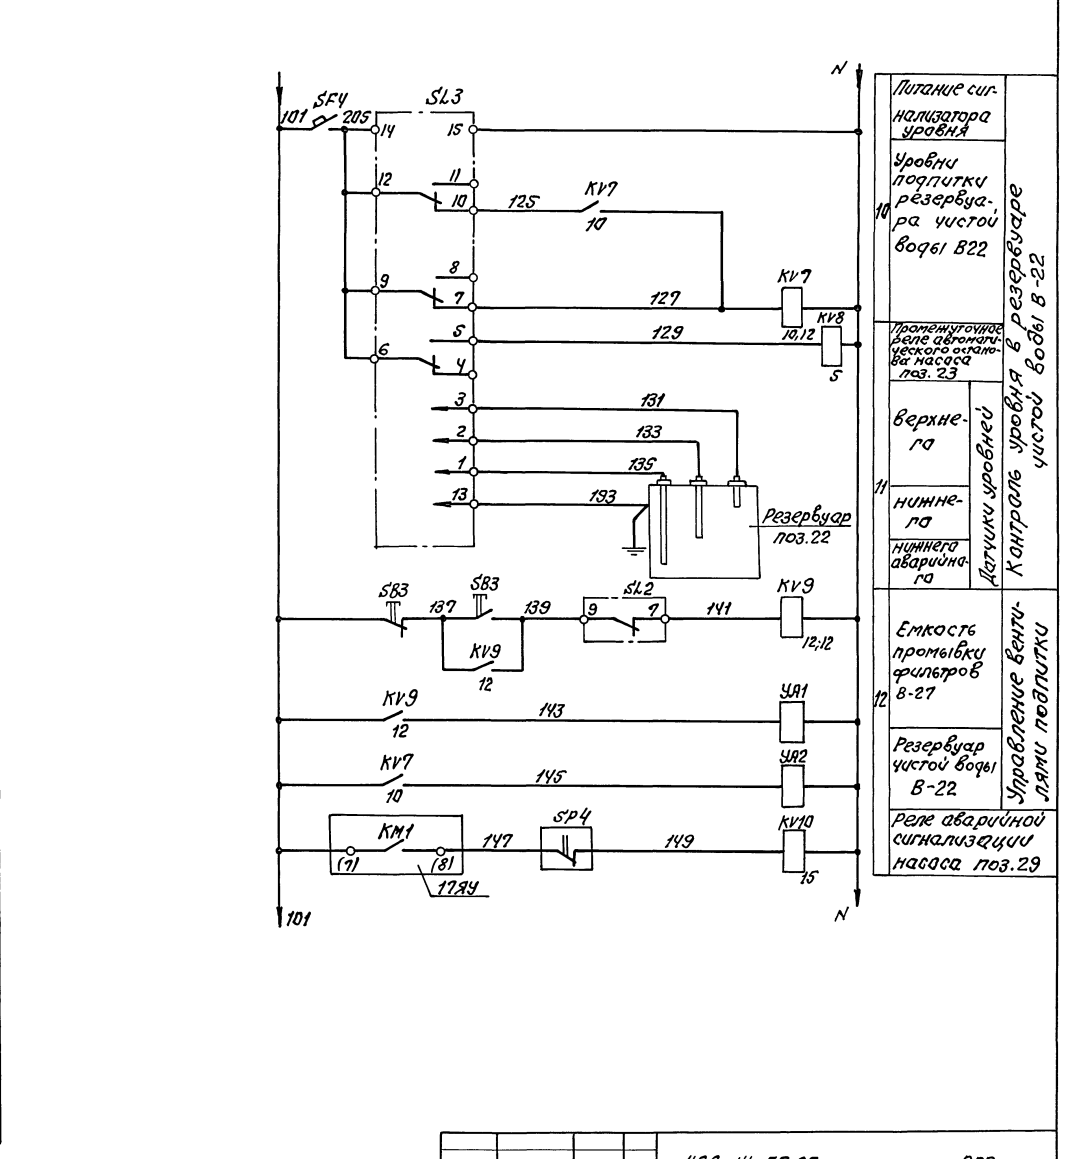 N
SF4
SL3
101
205
14
15
12
11
10
125
KV7
10
9
8
7
127
KV7
10,12
KV8
5
129
5
6
4
3
131
2
133
1
135
13
193
Резервуар
поз.22
SB3
137
SB3
139
SL2
9
7
141
KV9
12;12
KV9
12
KV9
12
143
УА1
KV7
10
145
УА2
KM1
(7)
(8)
147
SP4
149
KV10
15
17ЯУ
101
N
10
Питание сиг-
нализатора
уровня
Уровни
подпитки
резервуа-
ра чистой
воды В22
Промежуточное
реле автомати-
ческого остано-
ва насоса
поз.23
11
верхне-
го
нижне-
го
нижнего
аварийно-
го
Датчики уровней
Контроль уровня в резервуаре
чистой воды В-22
12
Емкость
промывки
фильтров
В-27
Резервуар
чистой воды
В-22
Управление венти-
лями подпитки
Реле аварийной
сигнализации
насоса поз.29